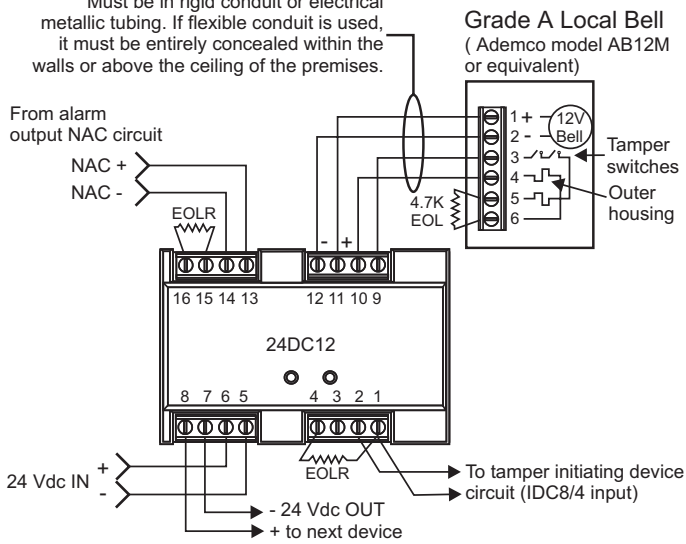 Must be in rigid conduit or electrical
metallic tubing. If flexible conduit is used,
it must be entirely concealed within the
walls or above the ceiling of the premises.
Grade A Local Bell
( Ademco model AB12M
or equivalent)
From alarm
output NAC circuit
NAC +
NAC -
EOLR
1 +
2 -
3
4
5
6
12V
Bell
Tamper
switches
Outer
housing
4.7K
EOL
- +
16 15 14 13
12 11 10 9
24DC12
8 7 6 5
4 3 2 1
EOLR
24 Vdc IN
+
-
To tamper initiating device
circuit (IDC8/4 input)
- 24 Vdc OUT
+ to next device